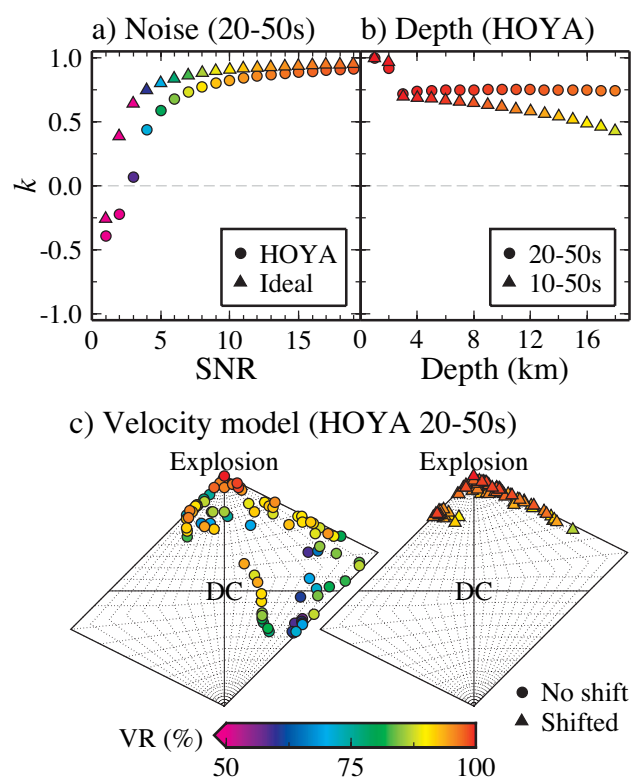 a) Noise (20-50s)
b) Depth (HOYA)
1.0
0.5
0.0
-0.5
-1.0
k
HOYA
Ideal
20-50s
10-50s
0 5 10 15
0 4 8 12 16
SNR
Depth (km)
c) Velocity model (HOYA 20-50s)
Explosion
Explosion
DC
DC
No shift
Shifted
VR (%)
50 75 100